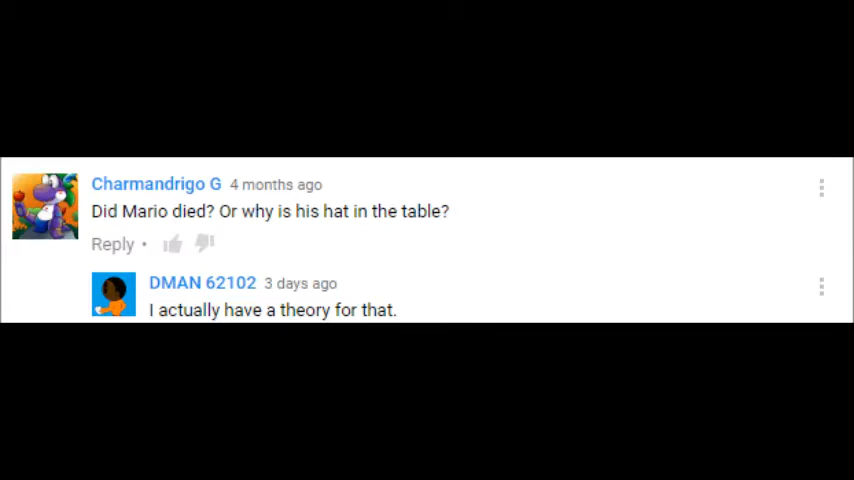 Charmandrigo G 4 months ago
Did Mario died? Or why is his hat in the table?
Reply •
DMAN 62102 3 days ago
I actually have a theory for that.